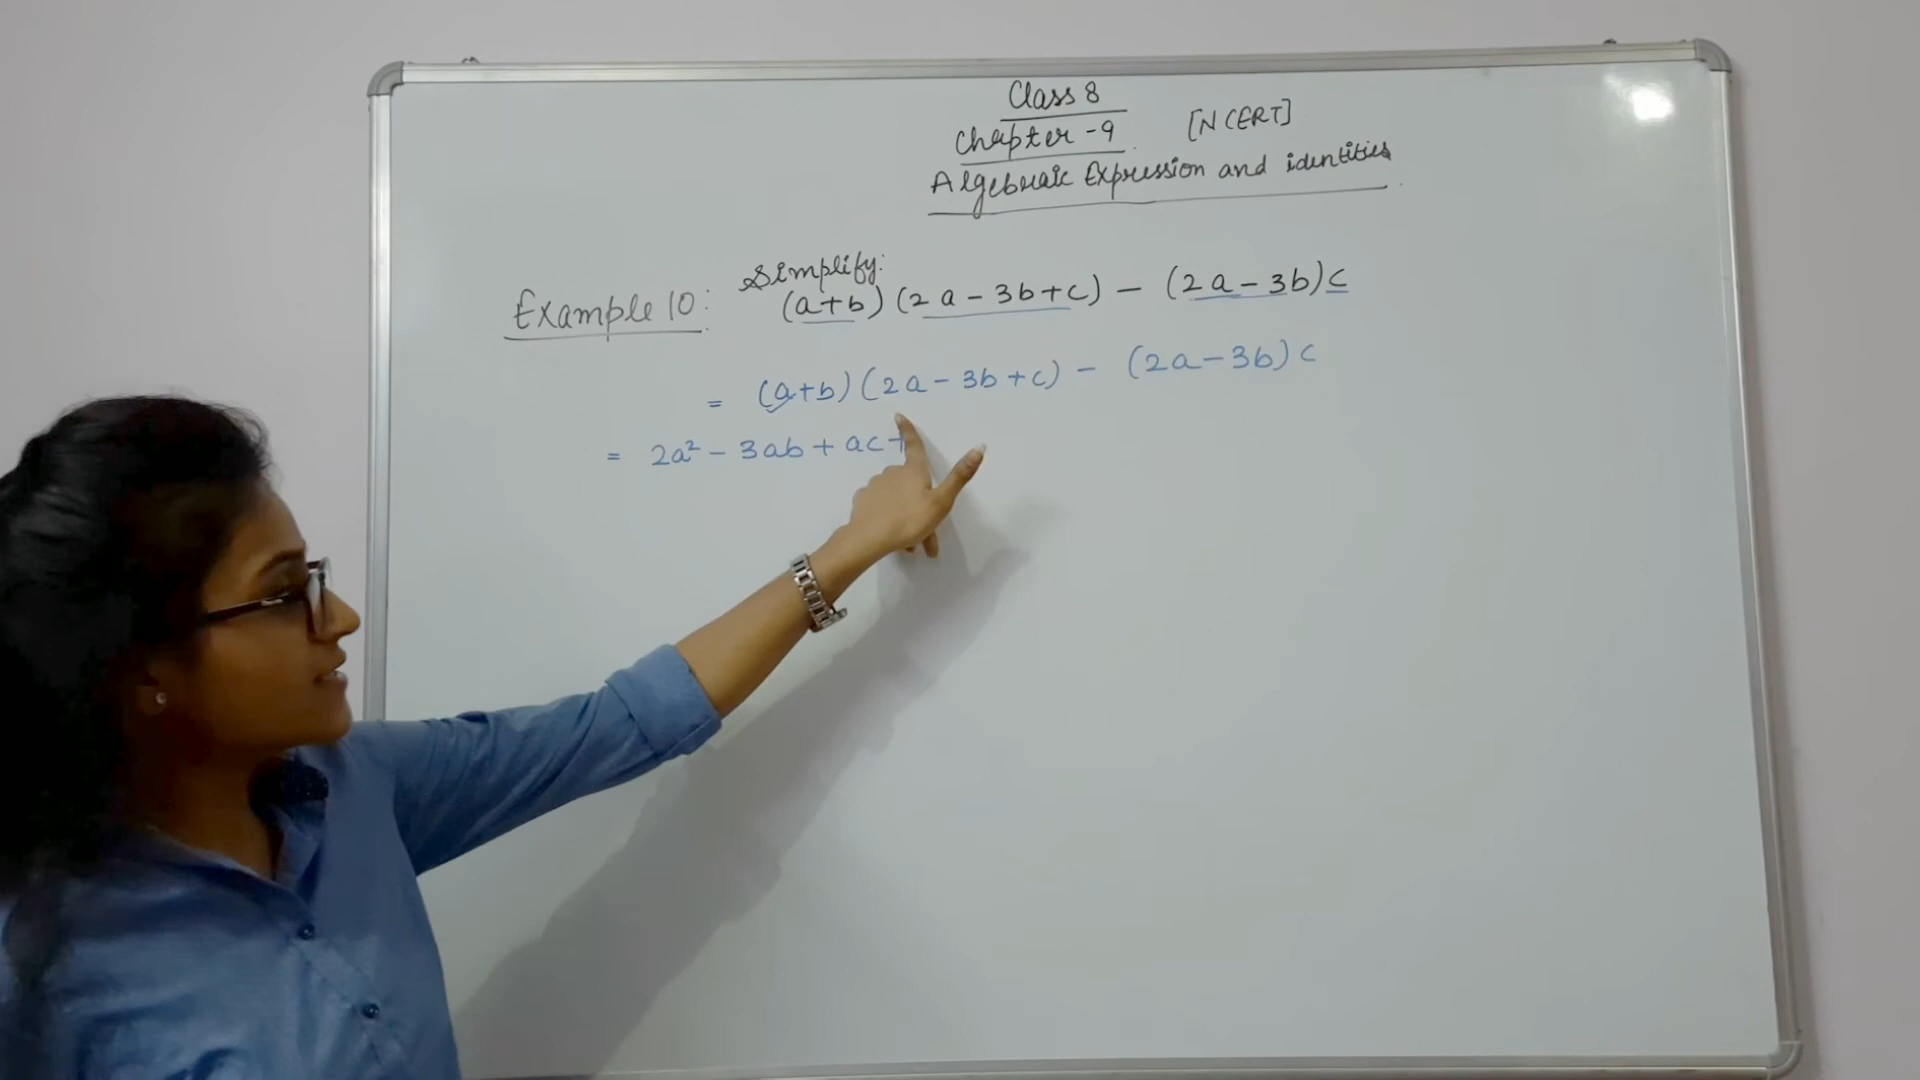 Class 8
Chapter - 9 [NCERT]
Algebraic Expression and identities
Simplify:
Example 10: (a+b) (2a - 3b + c) - (2a - 3b) c
= (a+b) (2a - 3b + c) - (2a - 3b) c
= 2a² - 3ab + ac +